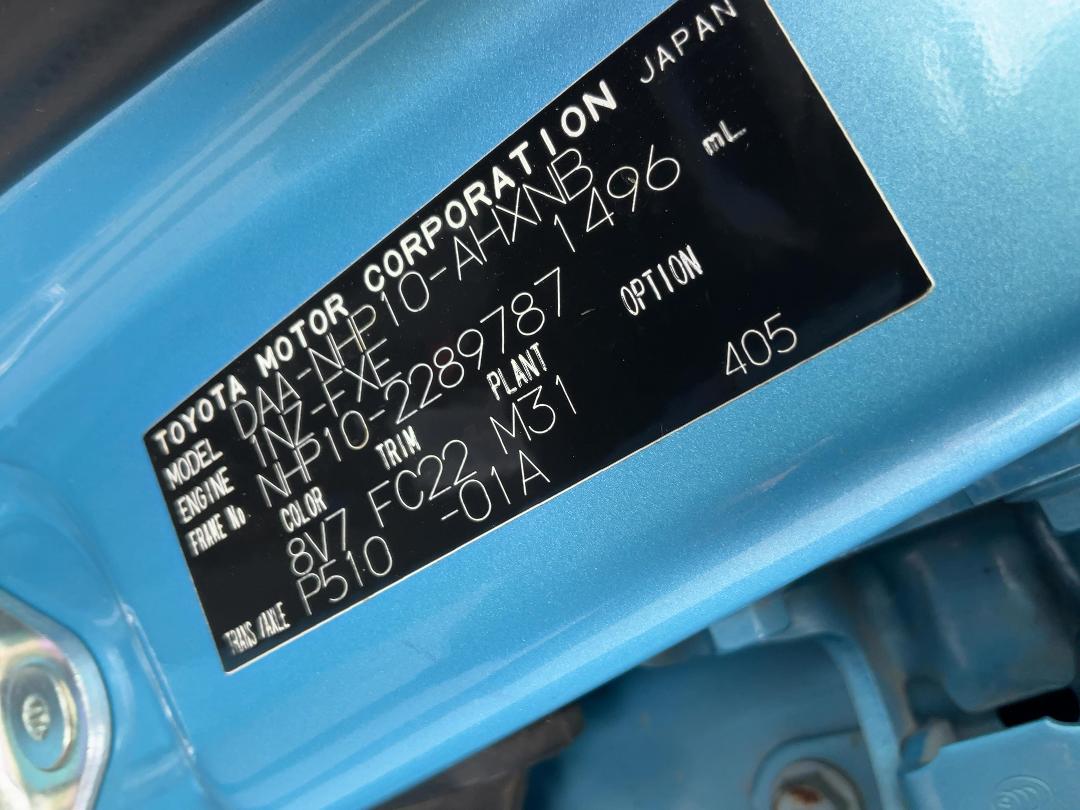 TOYOTA MOTOR CORPORATION JAPAN
MODEL DAA-NHP10-AHXNB
ENGINE 1NZ-FXE 1496 mL
FRAME No. NHP10-2289787
COLOR TRIM PLANT OPTION
8V7 FC22 M31 405
TRANS/AXLE P510 -01A